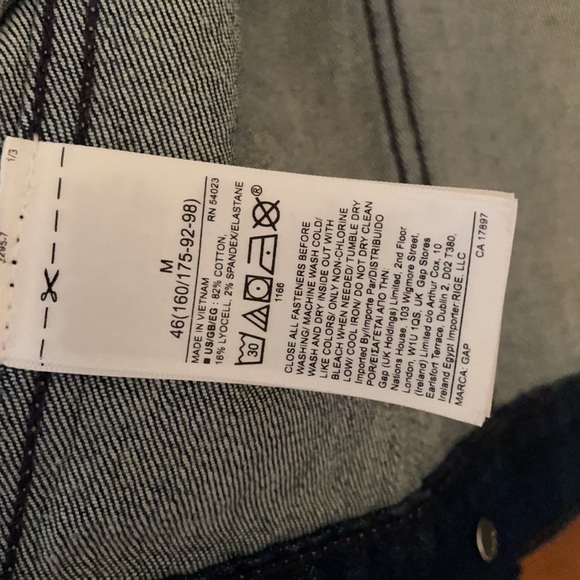 1/3
M
46(160/175-92-98)
MADE IN VIETNAM RN 54023
■ US/GB/EG : 82% COTTON,
16% LYOCELL, 2% SPANDEX/ELASTANE
30 ®
1166
CLOSE ALL FASTENERS BEFORE
WASHING/ MACHINE WASH COLD/
WASH AND DRY/ INSIDE OUT WITH
LIKE COLORS/ ONLY NON-CHLORINE
BLEACH WHEN NEEDED/ TUMBLE DRY
LOW/ COOL IRON/ DO NOT DRY CLEAN
Imported By/Importe Par/DISTRIBUIDO
POR/ΕΙΣΑΓΕΤΑΙ ΑΠΟ ΤΗΝ:
Gap (UK Holdings) Limited, 2nd Floor
Nations House, 103 Wigmore Street,
London, W1U 1QS, UK. Gap Stores
(Ireland) Limited c/o Arthur Cox, 10
Earlsfort Terrace, Dublin 2, D02 T380,
Ireland Egypt Importer:RIGE, LLC
MARCA: GAP CA 17897